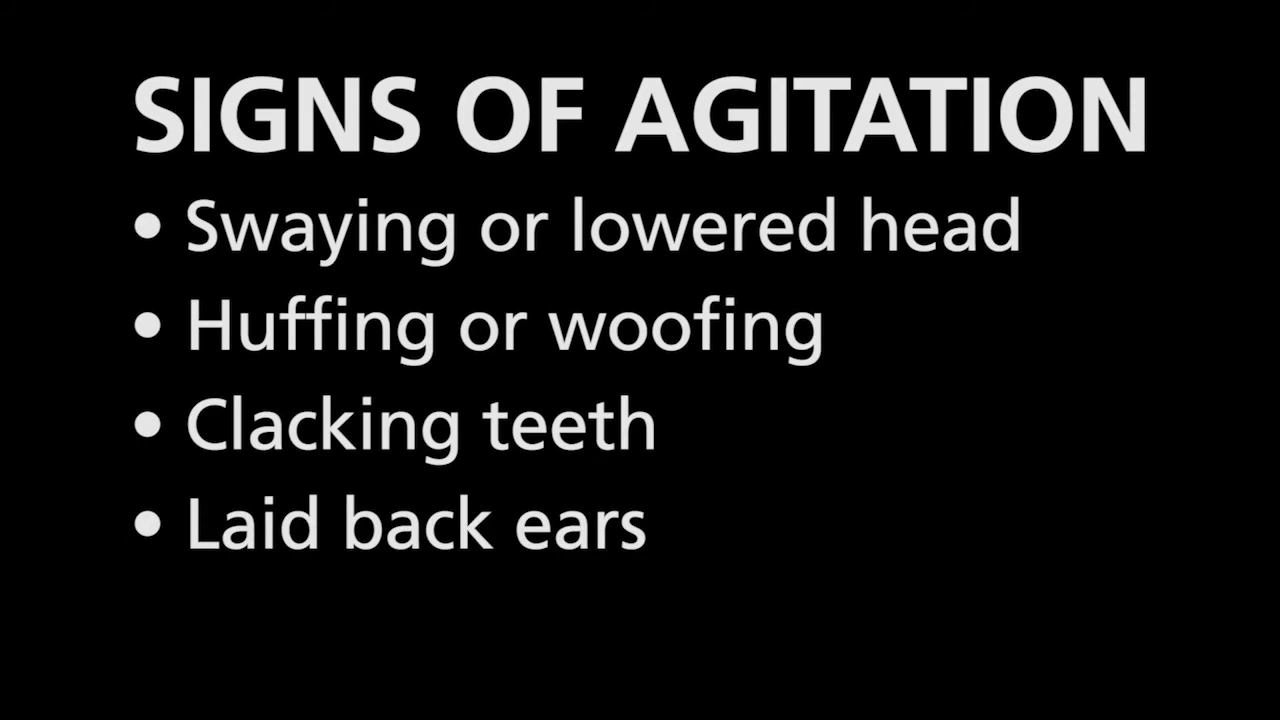 SIGNS OF AGITATION
• Swaying or lowered head
• Huffing or woofing
• Clacking teeth
• Laid back ears